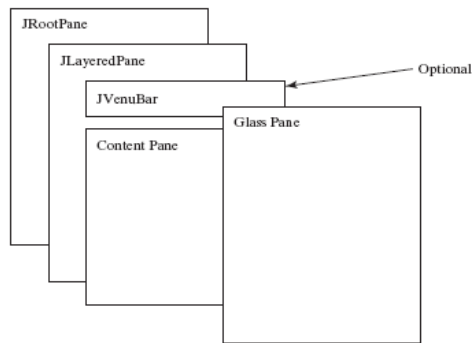 JRootPane
JLayeredPane
Optional
JVenuBar
Glass Pane
Content Pane